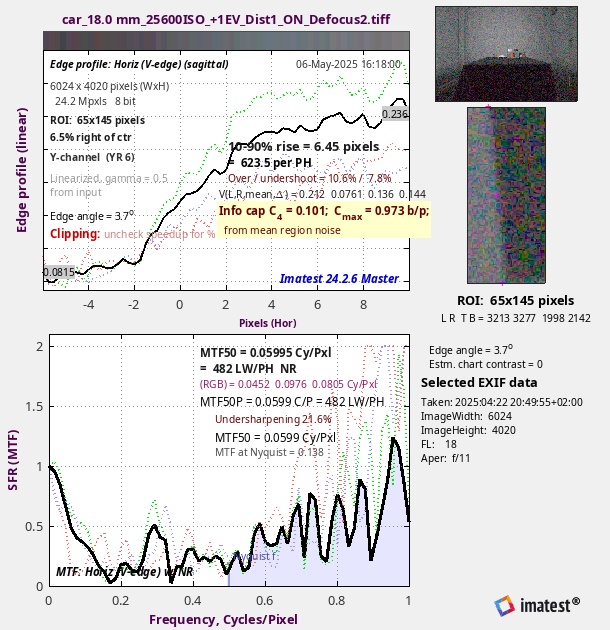 car_18.0 mm_25600ISO_+1EV_Dist1_ON_Defocus2.tiff
Edge profile: Horiz (V-edge) (sagittal)
06-May-2025 16:18:00
6024 x 4020 pixels (WxH)
24.2 Mpxls 8 bit
ROI: 65x145 pixels
6.5% right of ctr
Y-channel (YR 6)
Linearized, gamma = 0.5
from input
Edge angle = 3.7°
Clipping: uncheck speedup for %
0.236
10-90% rise = 6.45 pixels
= 623.5 per PH
Over / undershoot = 10.6% / 7.8%
V(L,R,mean,△) = 0.212 0.0761 0.136 0.144
Info cap C4 = 0.101; Cmax = 0.973 b/p;
from mean region noise
0.0815
Imatest 24.2.6 Master
Edge profile (linear)
-4 -2 0 2 4 6 8
Pixels (Hor)
ROI: 65x145 pixels
L R T B = 3213 3277 1998 2142
Edge angle = 3.7°
Estm. chart contrast = 0
Selected EXIF data
Taken: 2025:04:22 20:49:55+02:00
ImageWidth: 6024
ImageHeight: 4020
FL: 18
Aper: f/11
MTF50 = 0.05995 Cy/Pxl
= 482 LW/PH NR
(RGB) = 0.0452 0.0976 0.0805 Cy/Pxl
MTF50P = 0.0599 C/P = 482 LW/PH
Undersharpening 21.6%
MTF50 = 0.0599 Cy/Pxl
MTF at Nyquist = 0.138
Nyquist f
MTF: Horiz (V-edge) w/NR
SFR (MTF)
2
1.5
1
0.5
0
0 0.2 0.4 0.6 0.8 1
Frequency, Cycles/Pixel
imatest®